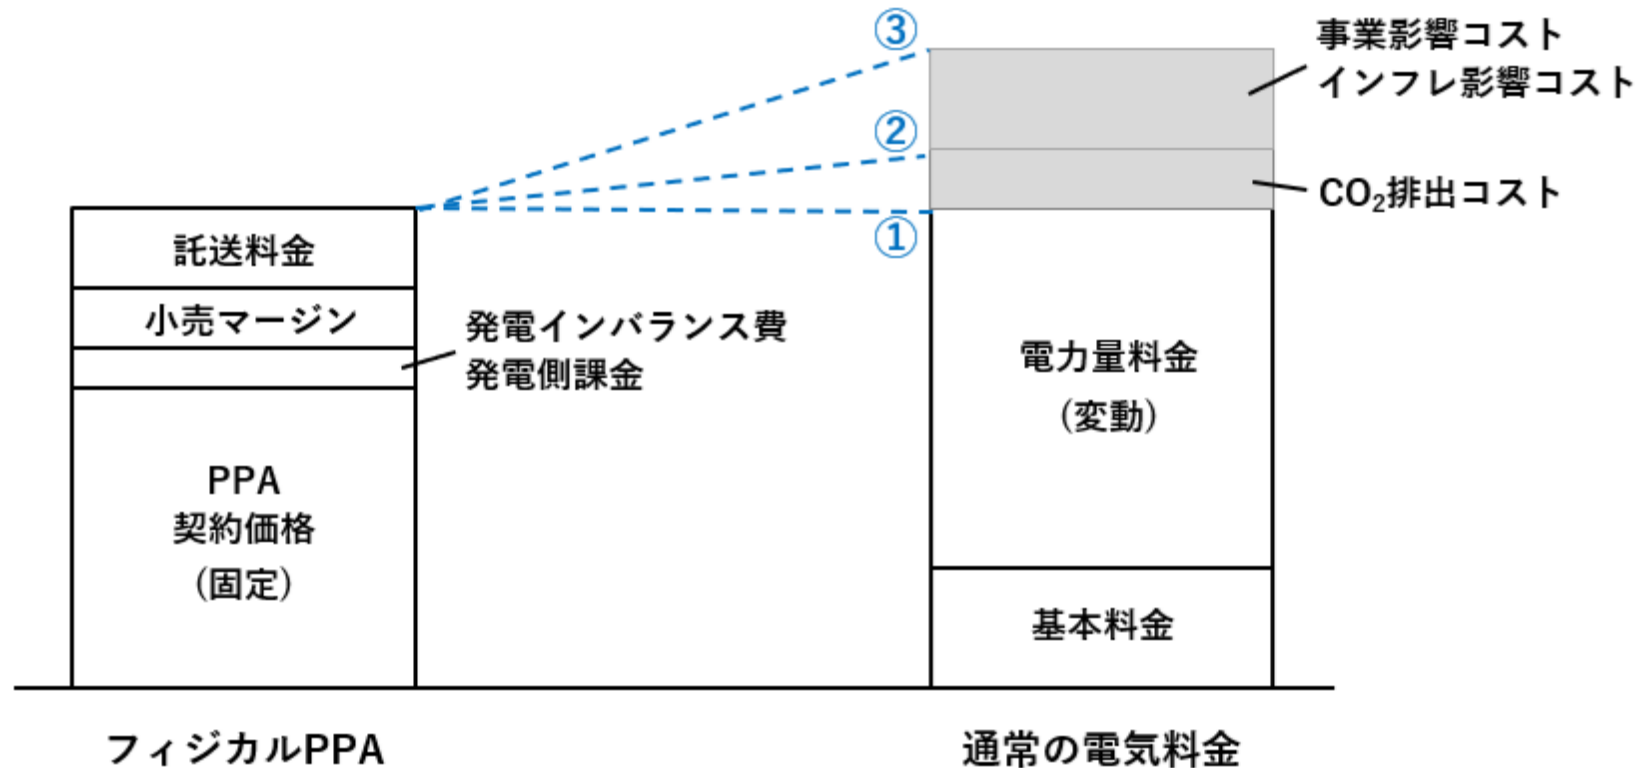 ③
事業影響コスト
インフレ影響コスト
②
CO₂排出コスト
①
託送料金
小売マージン
発電インバランス費
発電側課金
PPA
契約価格
(固定)
電力量料金
(変動)
基本料金
フィジカルPPA
通常の電気料金